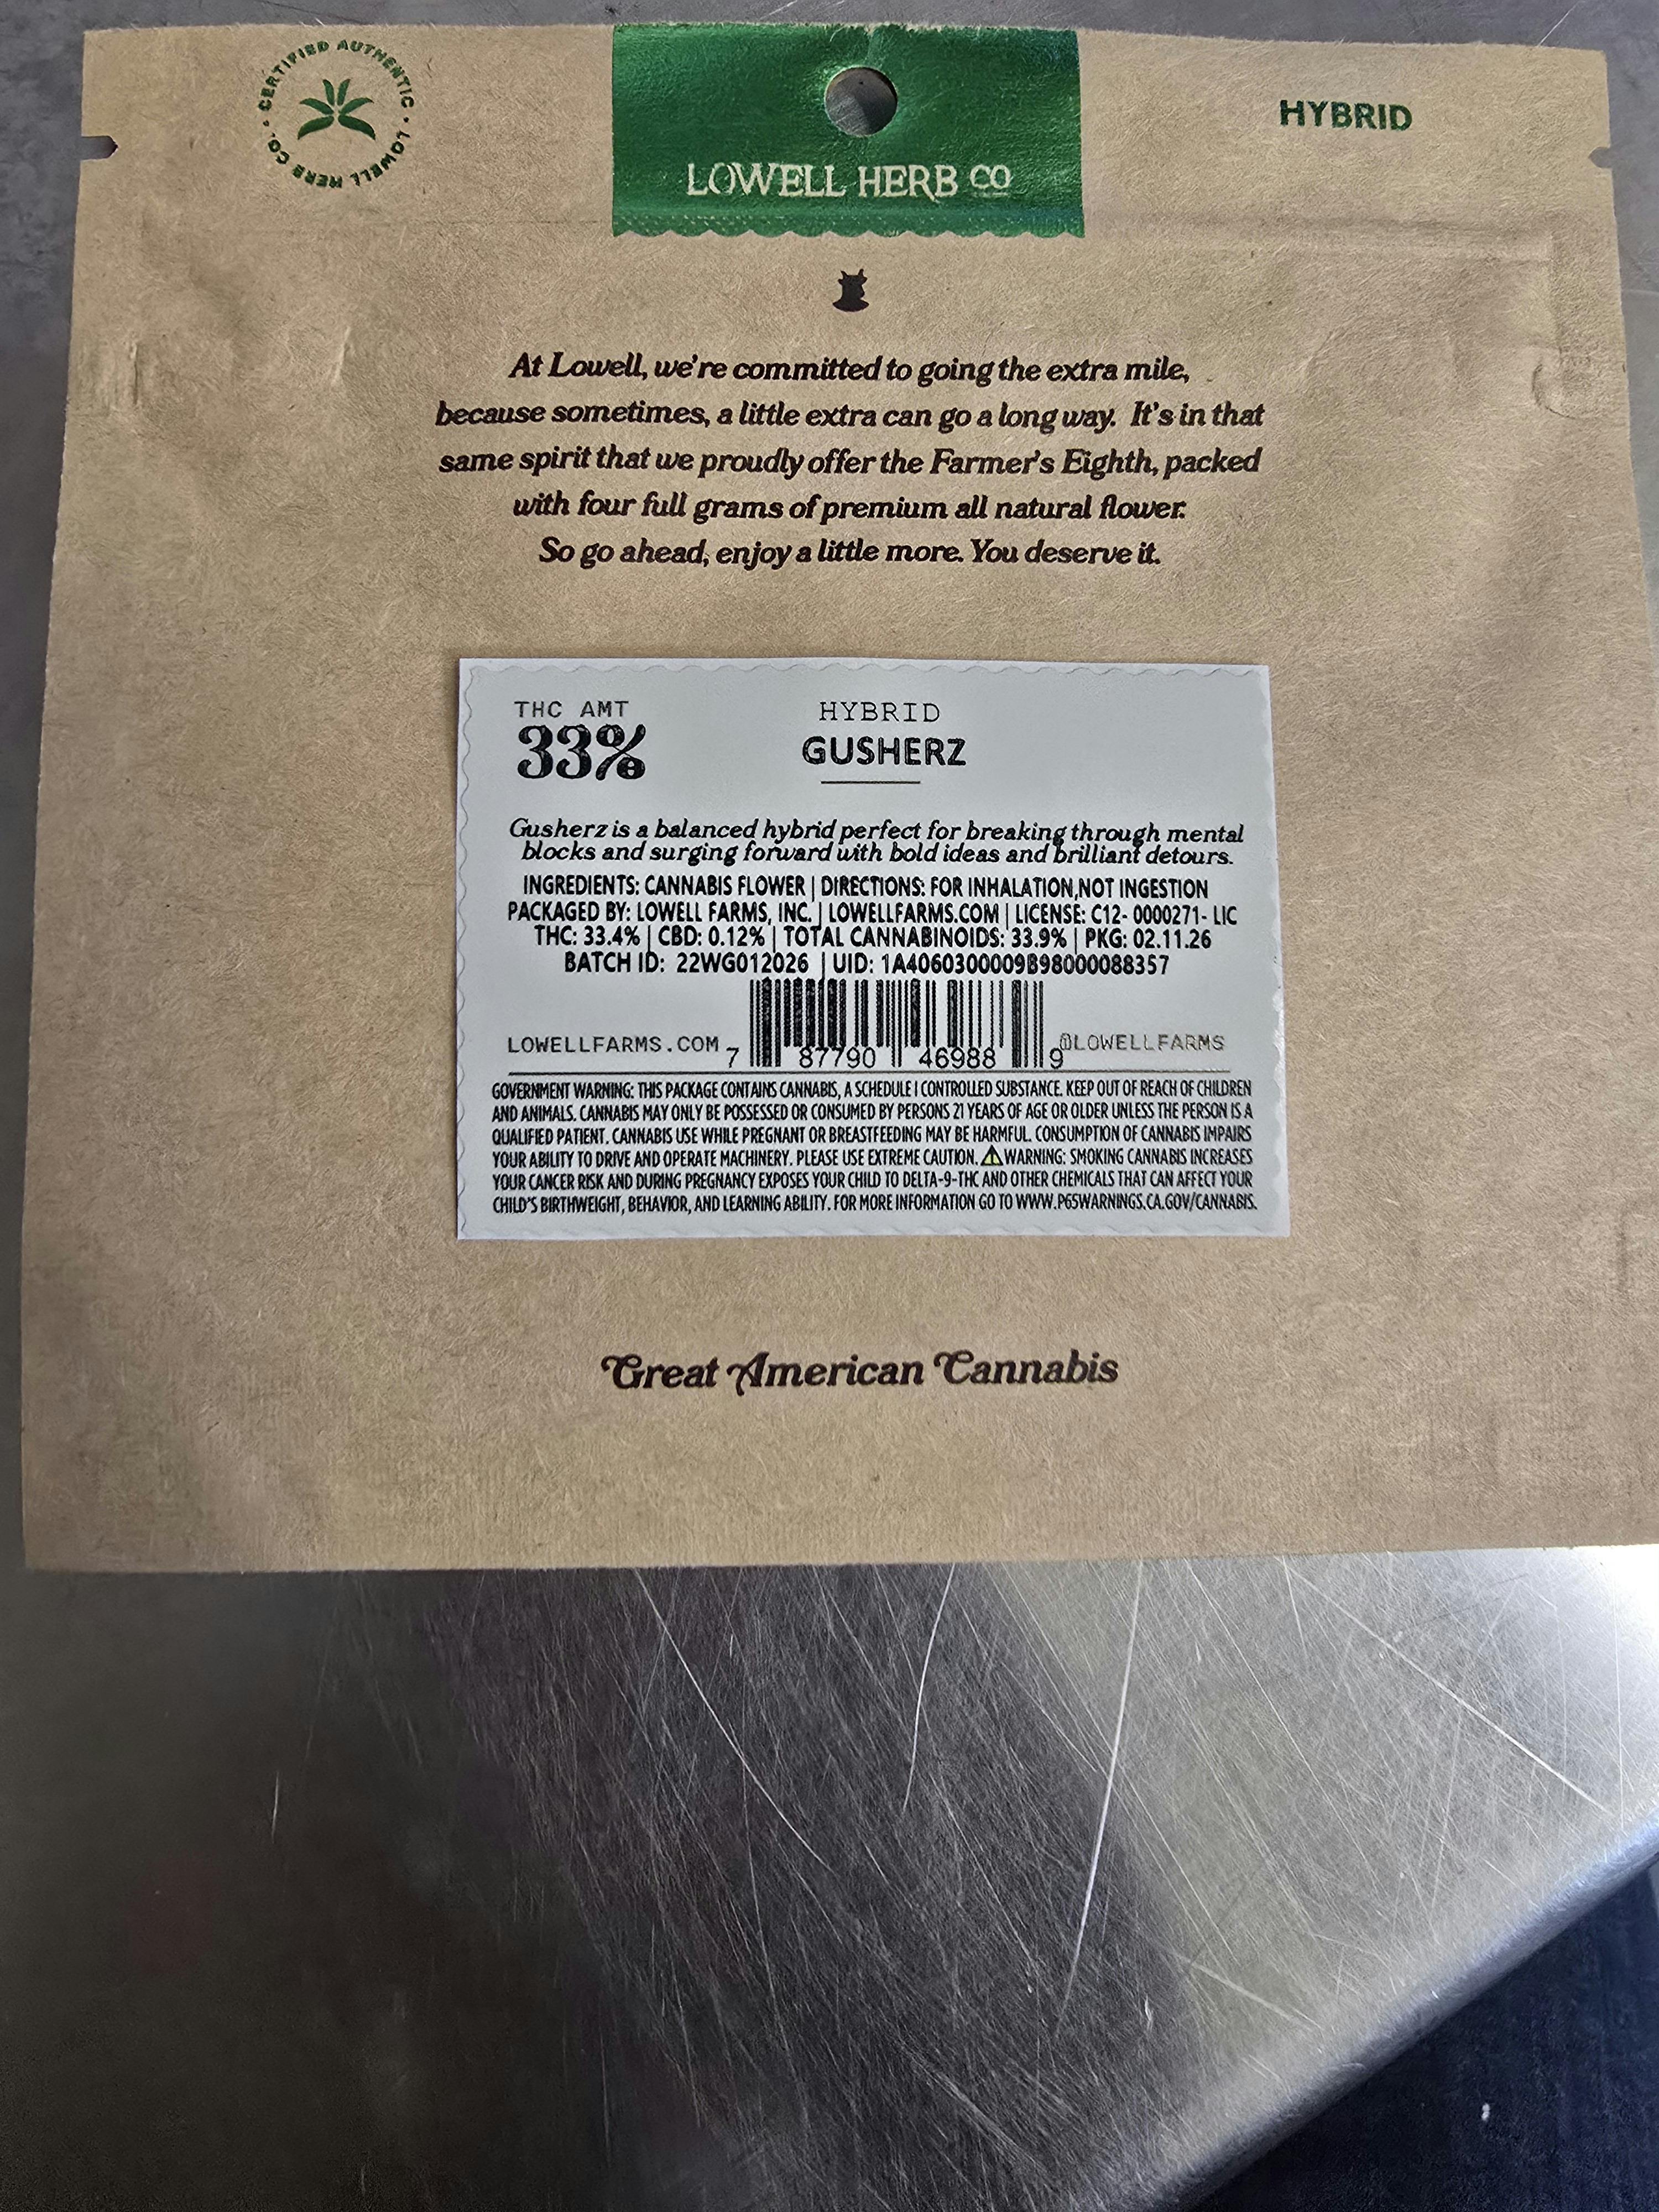 CERTIFIED AUTHENTIC • LOWELL HERB CO. •
LOWELL HERB CO
HYBRID
At Lowell, we're committed to going the extra mile,
because sometimes, a little extra can go a long way. It's in that
same spirit that we proudly offer the Farmer's Eighth, packed
with four full grams of premium all natural flower.
So go ahead, enjoy a little more. You deserve it.
THC AMT
33%
HYBRID
GUSHERZ
Gusherz is a balanced hybrid perfect for breaking through mental
blocks and surging forward with bold ideas and brilliant detours.
INGREDIENTS: CANNABIS FLOWER | DIRECTIONS: FOR INHALATION,NOT INGESTION
PACKAGED BY: LOWELL FARMS, INC. | LOWELLFARMS.COM | LICENSE: C12- 0000271- LIC
THC: 33.4% | CBD: 0.12% | TOTAL CANNABINOIDS: 33.9% | PKG: 02.11.26
BATCH ID: 22WG012026 | UID: 1A4060300009B98000088357
LOWELLFARMS.COM
7 87790 46988 9
@LOWELLFARMS
GOVERNMENT WARNING: THIS PACKAGE CONTAINS CANNABIS, A SCHEDULE I CONTROLLED SUBSTANCE. KEEP OUT OF REACH OF CHILDREN
AND ANIMALS. CANNABIS MAY ONLY BE POSSESSED OR CONSUMED BY PERSONS 21 YEARS OF AGE OR OLDER UNLESS THE PERSON IS A
QUALIFIED PATIENT. CANNABIS USE WHILE PREGNANT OR BREASTFEEDING MAY BE HARMFUL. CONSUMPTION OF CANNABIS IMPAIRS
YOUR ABILITY TO DRIVE AND OPERATE MACHINERY. PLEASE USE EXTREME CAUTION. ⚠WARNING: SMOKING CANNABIS INCREASES
YOUR CANCER RISK AND DURING PREGNANCY EXPOSES YOUR CHILD TO DELTA-9-THC AND OTHER CHEMICALS THAT CAN AFFECT YOUR
CHILD'S BIRTHWEIGHT, BEHAVIOR, AND LEARNING ABILITY. FOR MORE INFORMATION GO TO WWW.P65WARNINGS.CA.GOV/CANNABIS.
Great American Cannabis